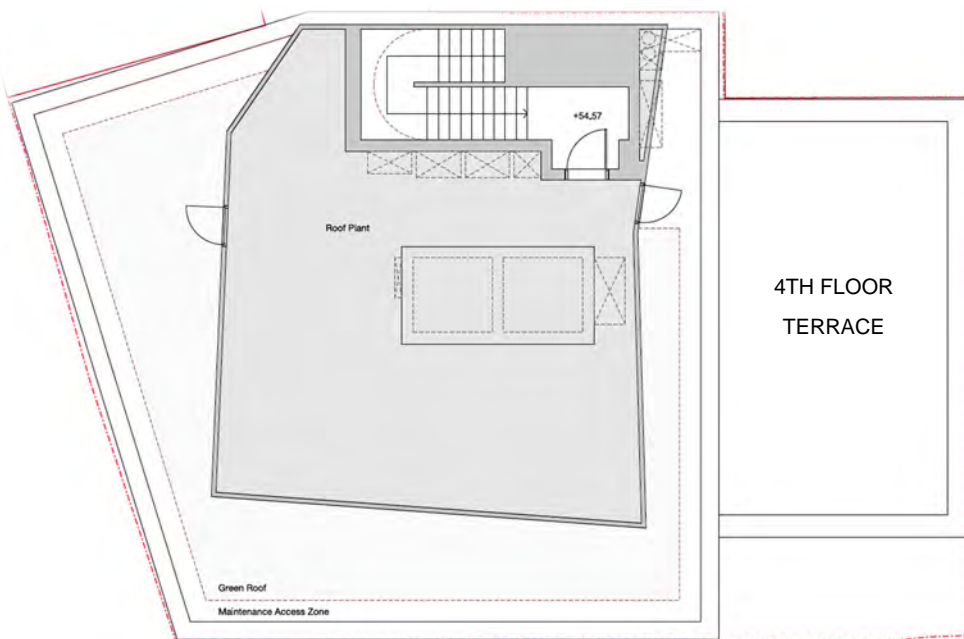 +54.57
Roof Plant
4TH FLOOR
TERRACE
Green Roof
Maintenance Access Zone